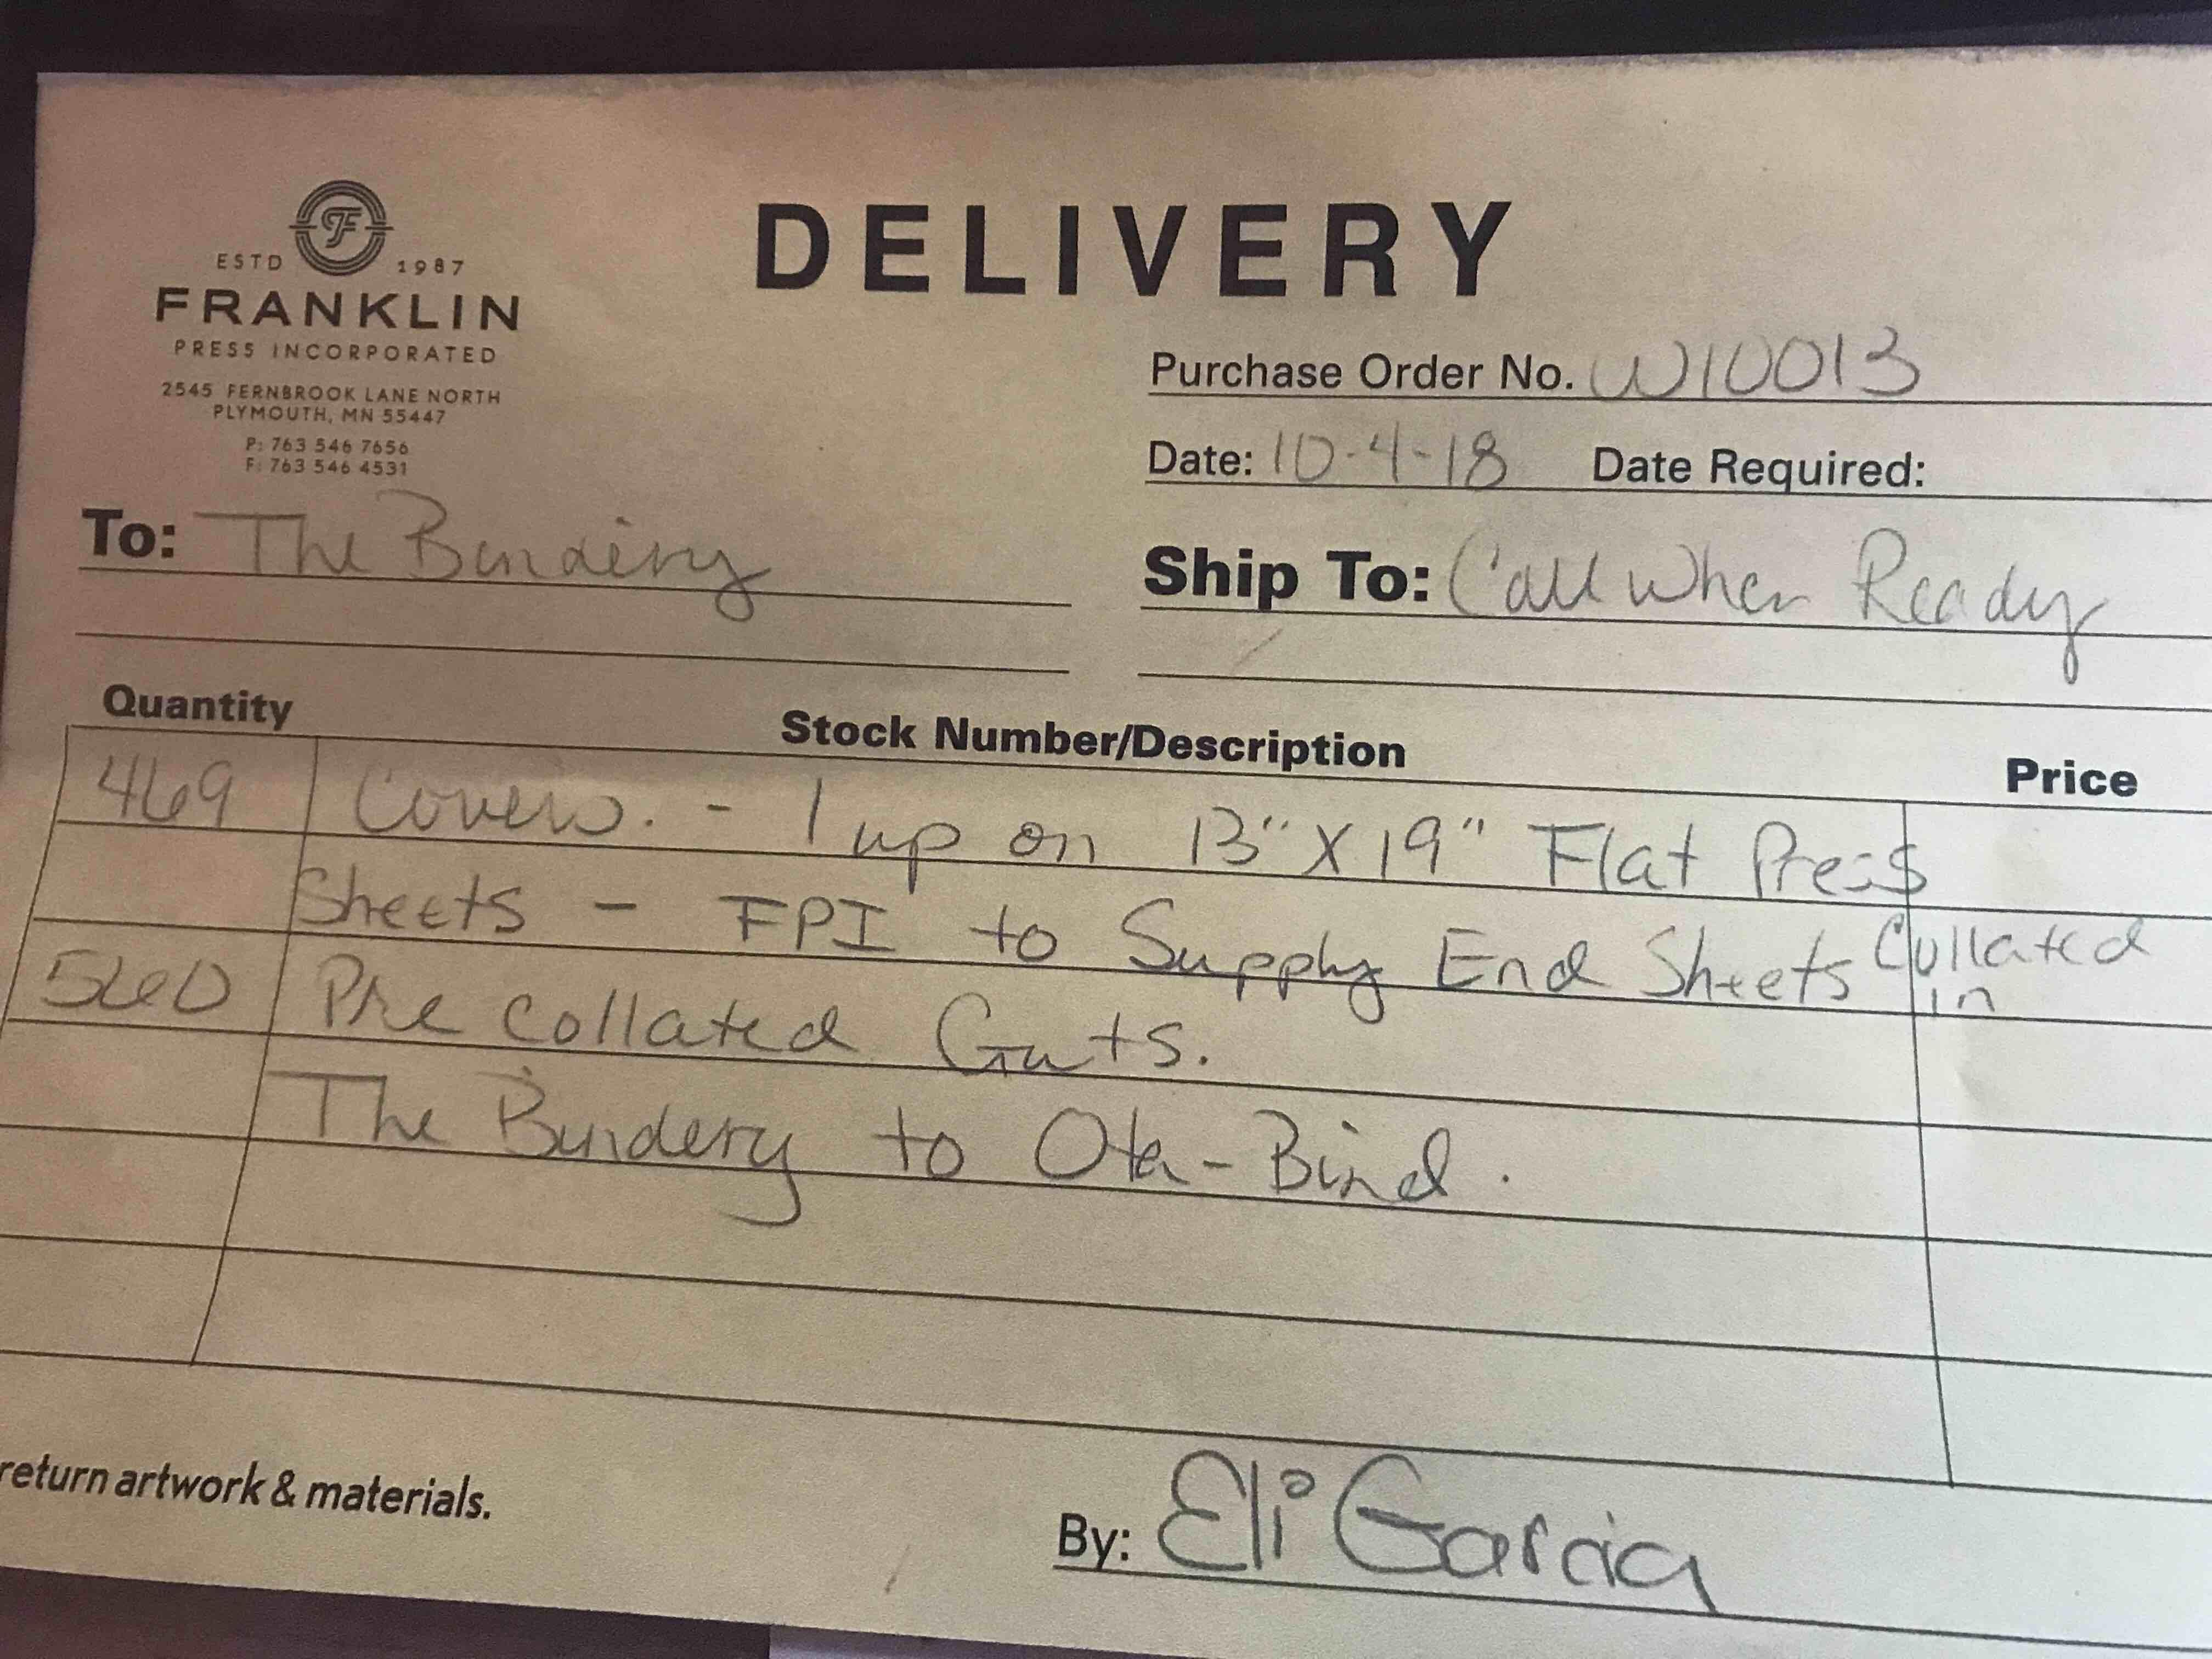 F
ESTD 1987
FRANKLIN
PRESS INCORPORATED
2545 FERNBROOK LANE NORTH
PLYMOUTH, MN 55447
P: 763 546 7656
F: 763 546 4531
DELIVERY
Purchase Order No. W10013
Date: 10-4-18 Date Required:
To: The Bindery
Ship To: Call When Ready
Quantity Stock Number/Description Price
469 Covers. - 1 up on 13" X 19" Flat Press
Sheets - FPI to Supply End Sheets Collated in
560 Pre Collated Guts.
The Bindery to Ota-Bind.
return artwork & materials.
By: Eli Garcia